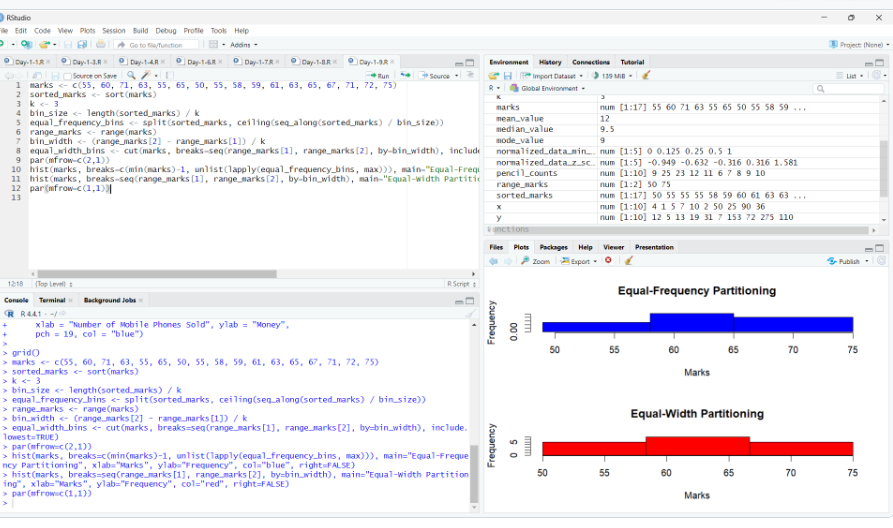 RStudio
File Edit Code View Plots Session Build Debug Profile Tools Help
Go to file/function Addins Project: (None)
Day-1-1.R Day-1-3.R Day-1-4.R Day-1-6.R Day-1-7.R Day-1-8.R Day-1-9.R
Source on Save Run Source
1 marks <- c(55, 60, 71, 63, 55, 65, 50, 55, 58, 59, 61, 63, 65, 67, 71, 72, 75)
2 sorted_marks <- sort(marks)
3 k <- 3
4 bin_size <- length(sorted_marks) / k
5 equal_frequency_bins <- split(sorted_marks, ceiling(seq_along(sorted_marks) / bin_size))
6 range_marks <- range(marks)
7 bin_width <- (range_marks[2] - range_marks[1]) / k
8 equal_width_bins <- cut(marks, breaks=seq(range_marks[1], range_marks[2], by=bin_width), include
9 par(mfrow=c(2,1))
10 hist(marks, breaks=c(min(marks)-1, unlist(lapply(equal_frequency_bins, max))), main="Equal-Freq
11 hist(marks, breaks=seq(range_marks[1], range_marks[2], by=bin_width), main="Equal-Width Partiti
12 par(mfrow=c(1,1))
13
12:18 (Top Level) R Script
Console Terminal Background Jobs
R 4.4.1 · ~/
+ xlab = "Number of Mobile Phones Sold", ylab = "Money",
+ pch = 19, col = "blue")
>
> grid()
> marks <- c(55, 60, 71, 63, 55, 65, 50, 55, 58, 59, 61, 63, 65, 67, 71, 72, 75)
> sorted_marks <- sort(marks)
> k <- 3
> bin_size <- length(sorted_marks) / k
> equal_frequency_bins <- split(sorted_marks, ceiling(seq_along(sorted_marks) / bin_size))
> range_marks <- range(marks)
> bin_width <- (range_marks[2] - range_marks[1]) / k
> equal_width_bins <- cut(marks, breaks=seq(range_marks[1], range_marks[2], by=bin_width), include.
lowest=TRUE)
> par(mfrow=c(2,1))
> hist(marks, breaks=c(min(marks)-1, unlist(lapply(equal_frequency_bins, max))), main="Equal-Freque
ncy Partitioning", xlab="Marks", ylab="Frequency", col="blue", right=FALSE)
> hist(marks, breaks=seq(range_marks[1], range_marks[2], by=bin_width), main="Equal-Width Partition
ing", xlab="Marks", ylab="Frequency", col="red", right=FALSE)
> par(mfrow=c(1,1))
>
Environment History Connections Tutorial
Import Dataset 139 MiB List
R Global Environment
k 3
marks num [1:17] 55 60 71 63 55 65 50 55 58 59 ...
mean_value 12
median_value 9.5
mode_value 9
normalized_data_min_… num [1:5] 0 0.125 0.25 0.5 1
normalized_data_z_sc… num [1:5] -0.949 -0.632 -0.316 0.316 1.581
pencil_counts num [1:10] 9 25 23 12 11 6 7 8 9 10
range_marks num [1:2] 50 75
sorted_marks num [1:17] 50 55 55 55 58 59 60 61 63 63 ...
x num [1:10] 4 1 5 7 10 2 50 25 90 36
y num [1:10] 12 5 13 19 31 7 153 72 275 110
Functions
Files Plots Packages Help Viewer Presentation
Zoom Export Publish
Equal-Frequency Partitioning
Frequency
0.00
50 55 60 65 70 75
Marks
Equal-Width Partitioning
Frequency
0 5
50 55 60 65 70 75
Marks